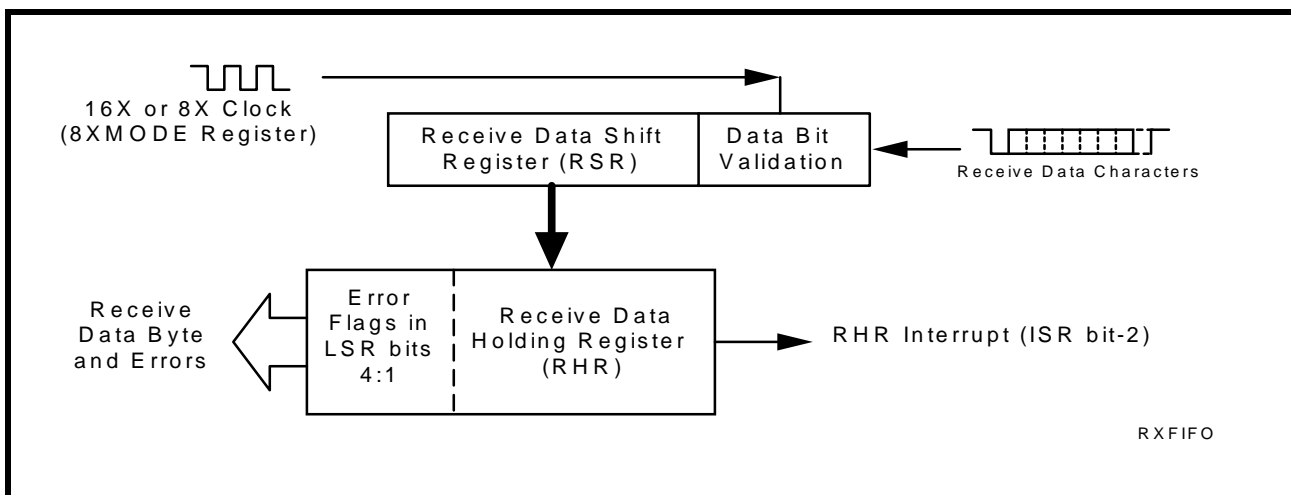 16X or 8X Clock
(8XMODE Register)
Receive Data Shift
Register (RSR)
Data Bit
Validation
Receive Data Characters
Receive
Data Byte
and Errors
Error
Flags in
LSR bits
4:1
Receive Data
Holding Register
(RHR)
RHR Interrupt (ISR bit-2)
RXFIFO